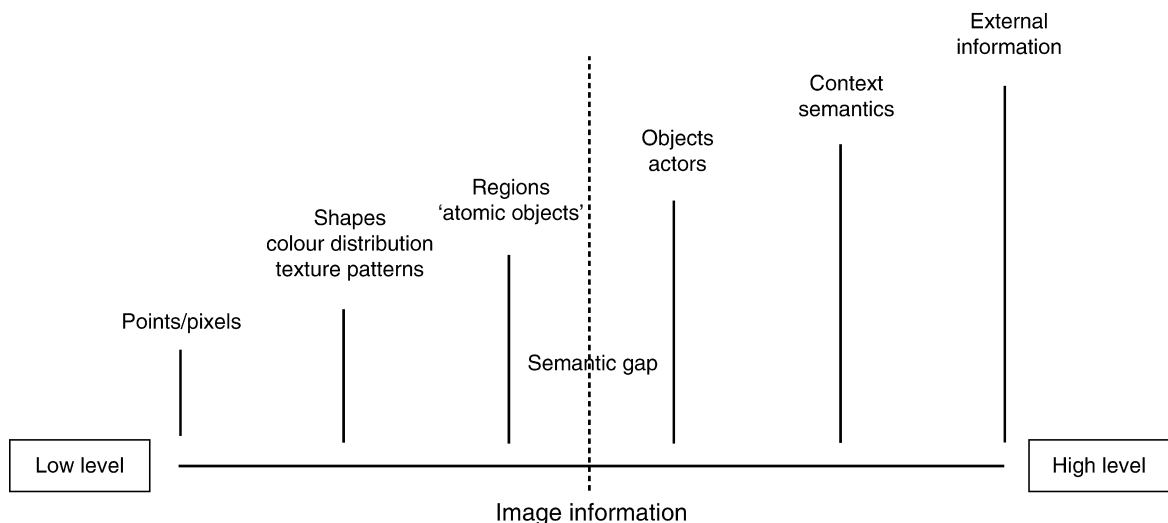 External
information
Context
semantics
Objects
actors
Regions
‘atomic objects’
Shapes
colour distribution
texture patterns
Points/pixels
Semantic gap
Low level
High level
Image information